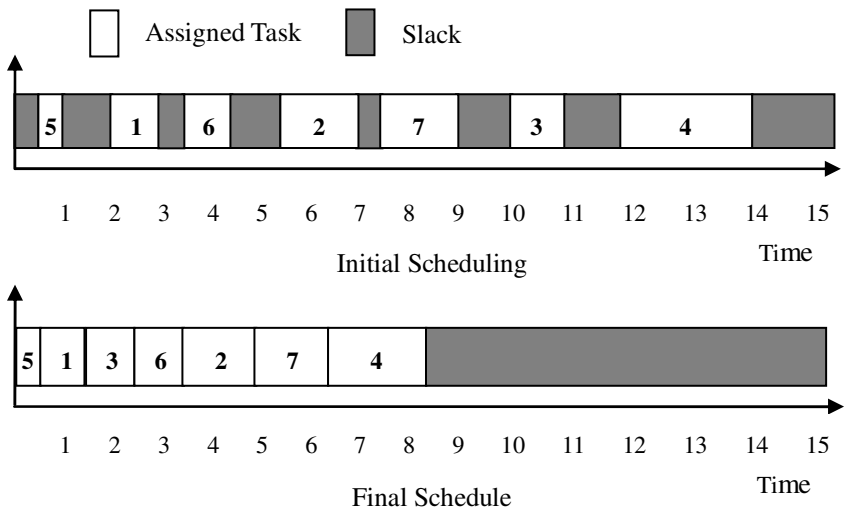 Assigned Task Slack
5 1 6 2 7 3 4
1 2 3 4 5 6 7 8 9 10 11 12 13 14 15
Time
Initial Scheduling
5 1 3 6 2 7 4
1 2 3 4 5 6 7 8 9 10 11 12 13 14 15
Time
Final Schedule